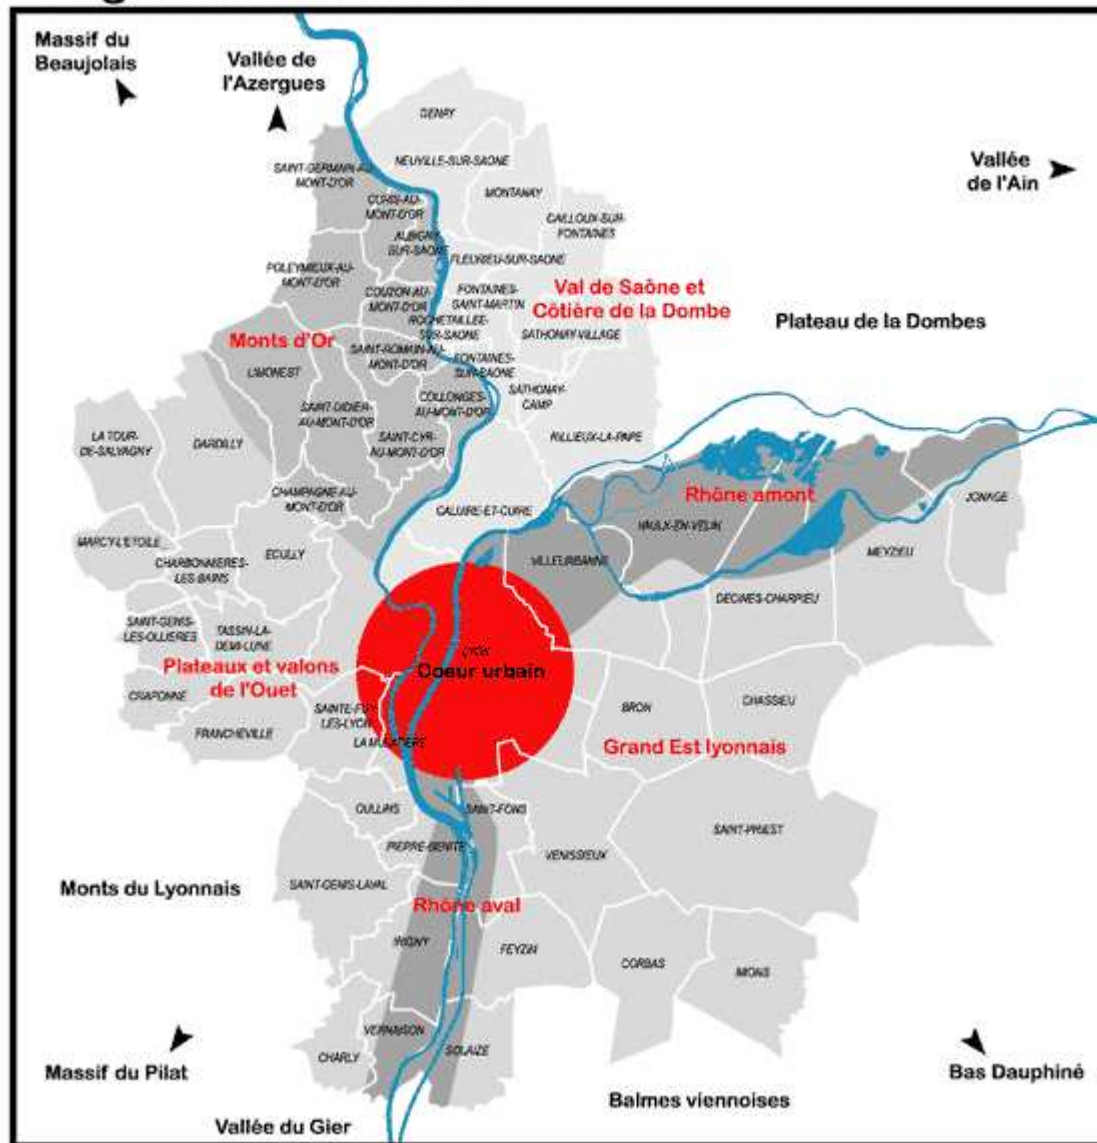 Massif du
Beaujolais
Vallée de
l'Azergues
GENAY
Vallée
de l'Ain
SAINT-GERMAIN-AU-
MONT-D'OR
NEUVILLE-SUR-SAONE
MONTANAY
CURIS-AU-
MONT-D'OR
CAILLOUX-SUR-
FONTAINES
ALBIGNY-
SUR-SAONE
FLEURIEU-SUR-SAONE
POLEYMIEUX-AU-
MONT-D'OR
Val de Saône et
Côtière de la Dombe
COUZON-AU-
MONT-D'OR
FONTAINES-
SAINT-MARTIN
ROCHETAILLEE-
SUR-SAONE
SATHONAY-VILLAGE
Plateau de la Dombes
Monts d'Or
SAINT-ROMAIN-AU-
MONT-D'OR
FONTAINES-
SUR-SAONE
LIMONEST
SATHONAY-
CAMP
COLLONGES-
AU-MONT-D'OR
SAINT-DIDIER-
AU-MONT-D'OR
SAINT-CYR-
AU-MONT-D'OR
RILLIEUX-LA-PAPE
LA TOUR-
DE-SALVAGNY
DARDILLY
Rhône amont
CHAMPAGNE-AU-
MONT-D'OR
CALUIRE-ET-CUIRE
VAULX-EN-VELIN
JONAGE
MARCY-L'ETOILE
ECULLY
CHARBONNIERES-
LES-BAINS
VILLEURBANNE
MEYZIEU
DECINES-CHARPIEU
SAINT-GENIS-
LES-OLLIERES
TASSIN-LA-
DEMI-LUNE
Plateaux et valons
de l'Ouet
LYON
Coeur urbain
CRAPONNE
SAINTE-FOY-
LES-LYON
BRON
CHASSIEU
FRANCHEVILLE
LA MULATIERE
Grand Est lyonnais
OULLINS
SAINT-FONS
PIERRE-BENITE
VENISSIEUX
SAINT-PRIEST
Monts du Lyonnais
SAINT-GENIS-LAVAL
Rhône aval
IRIGNY
FEYZIN
CORBAS
MIONS
VERNAISON
CHARLY
SOLAIZE
Massif du Pilat
Bas Dauphiné
Balmes viennoises
Vallée du Gier